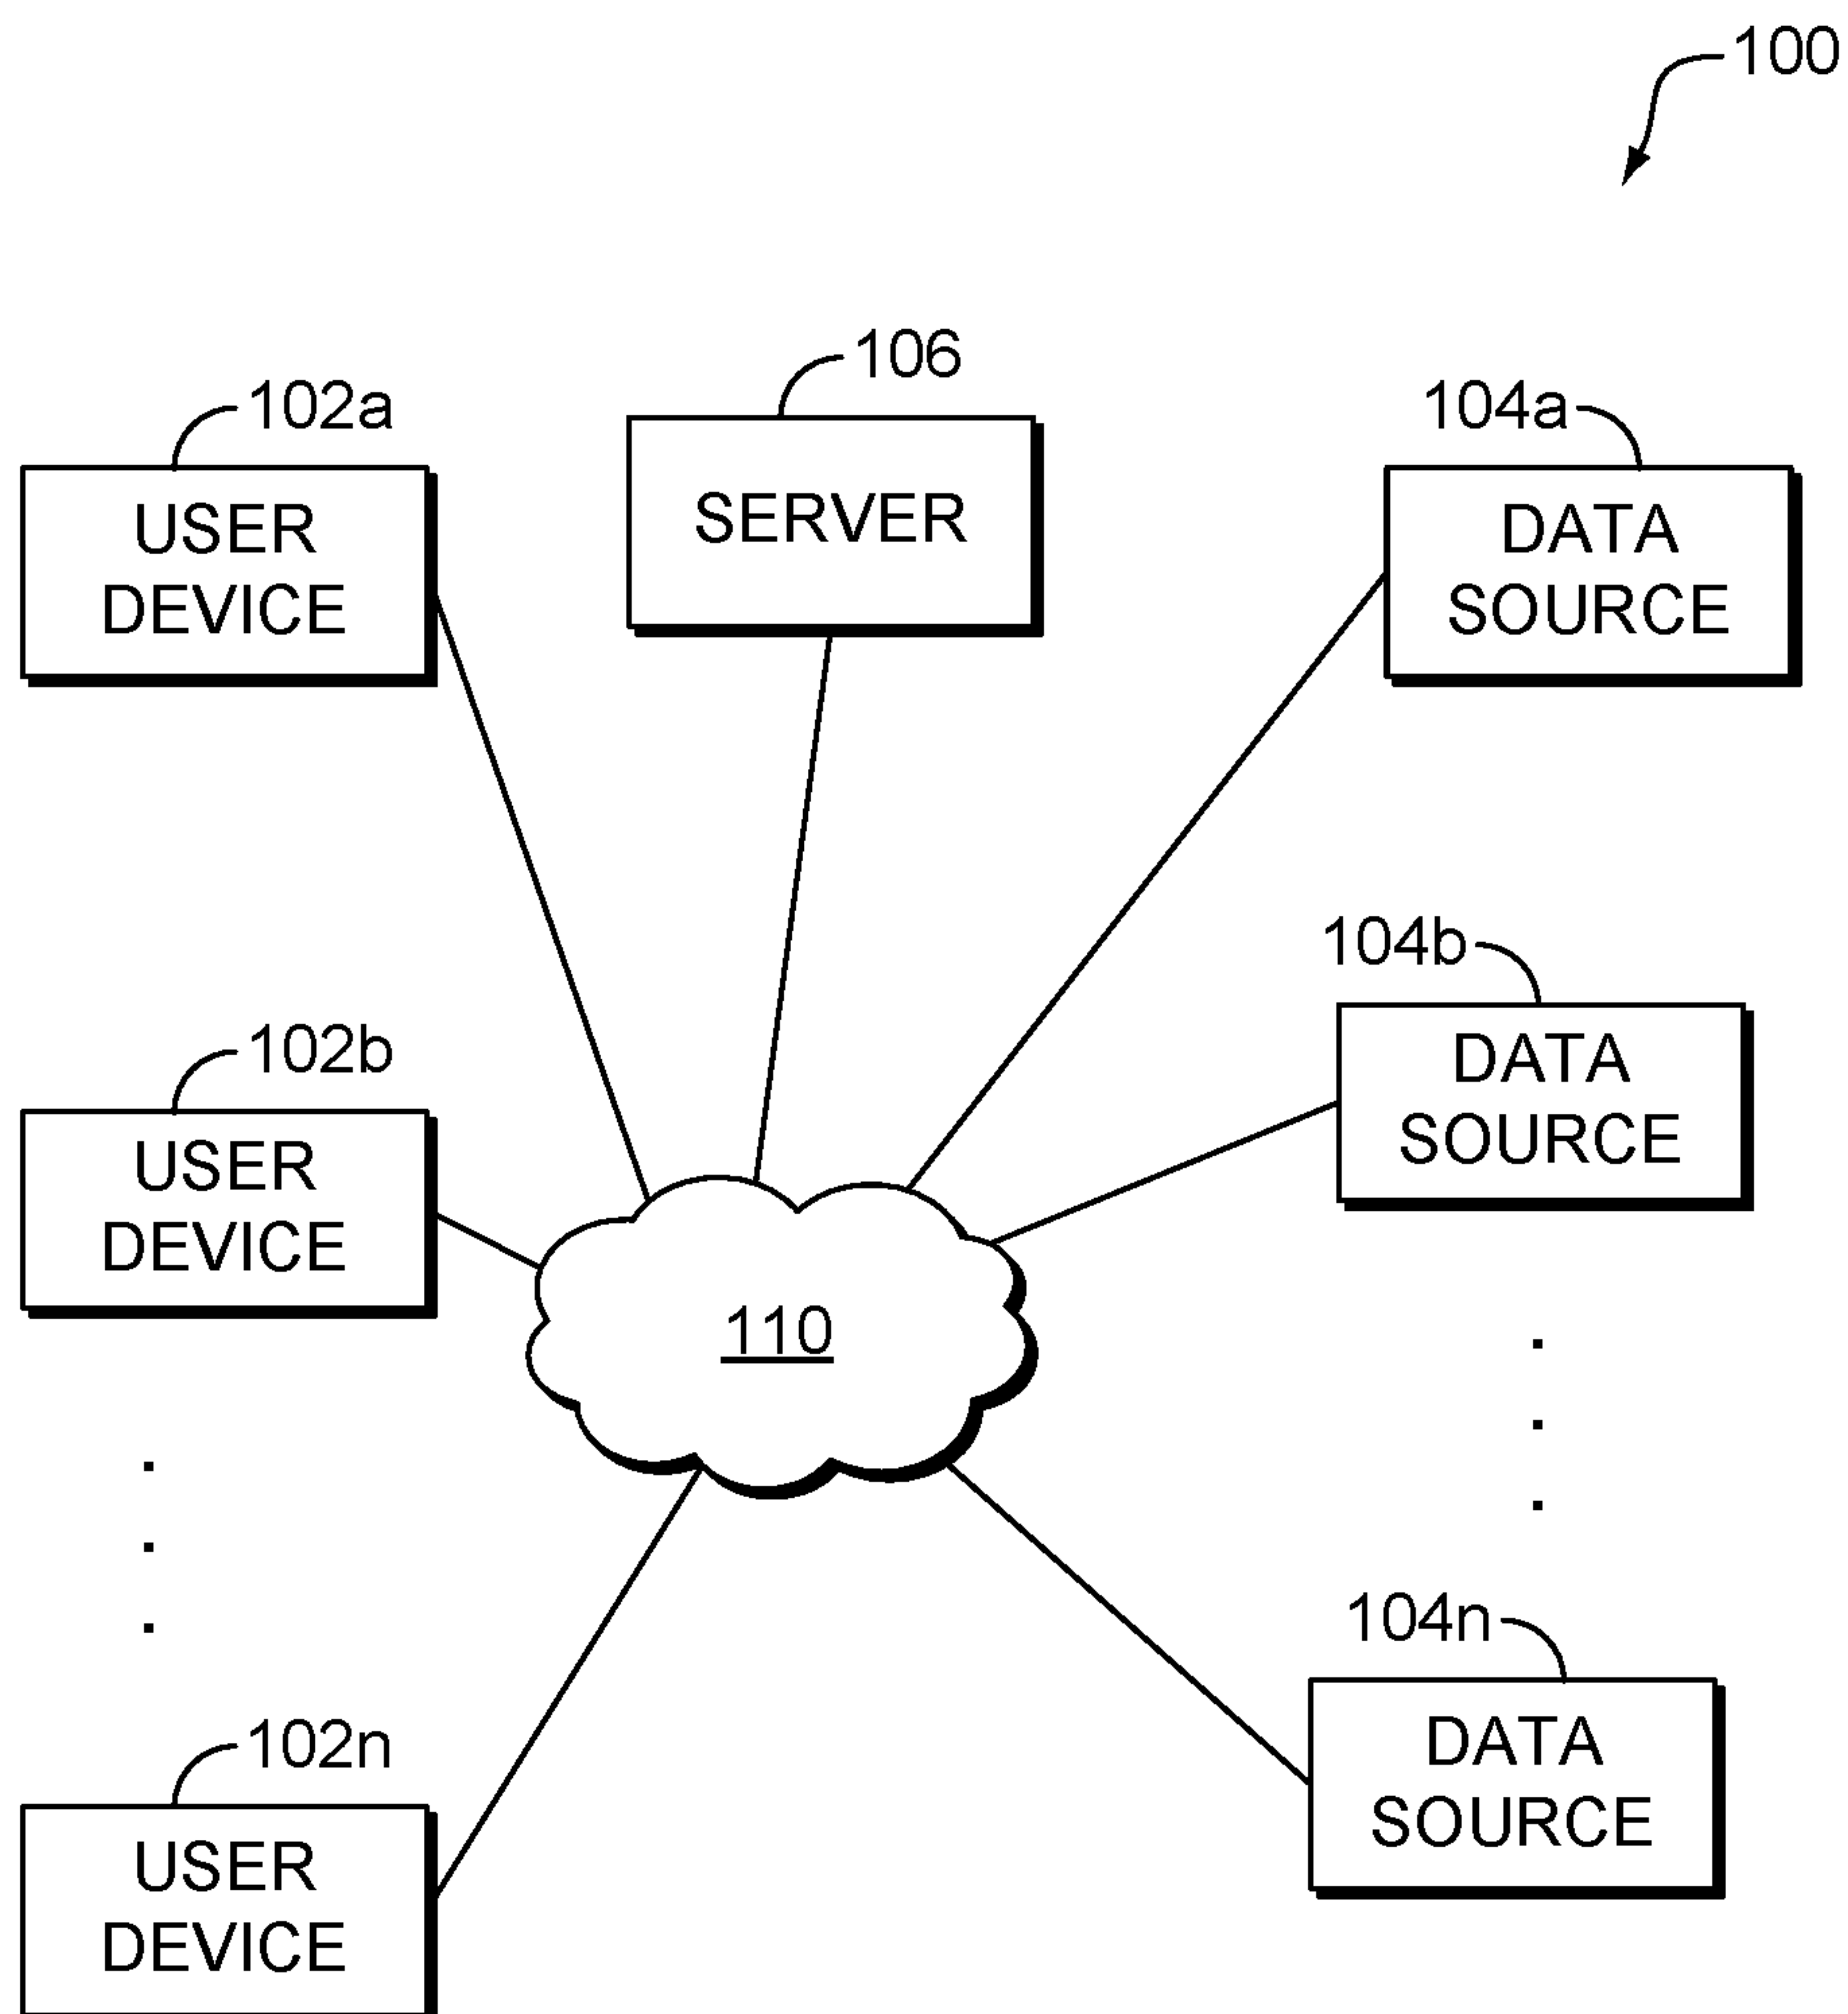 100
106
102a
104a
USER
DEVICE
SERVER
DATA
SOURCE
104b
DATA
SOURCE
102b
USER
DEVICE
110
104n
DATA
SOURCE
102n
USER
DEVICE